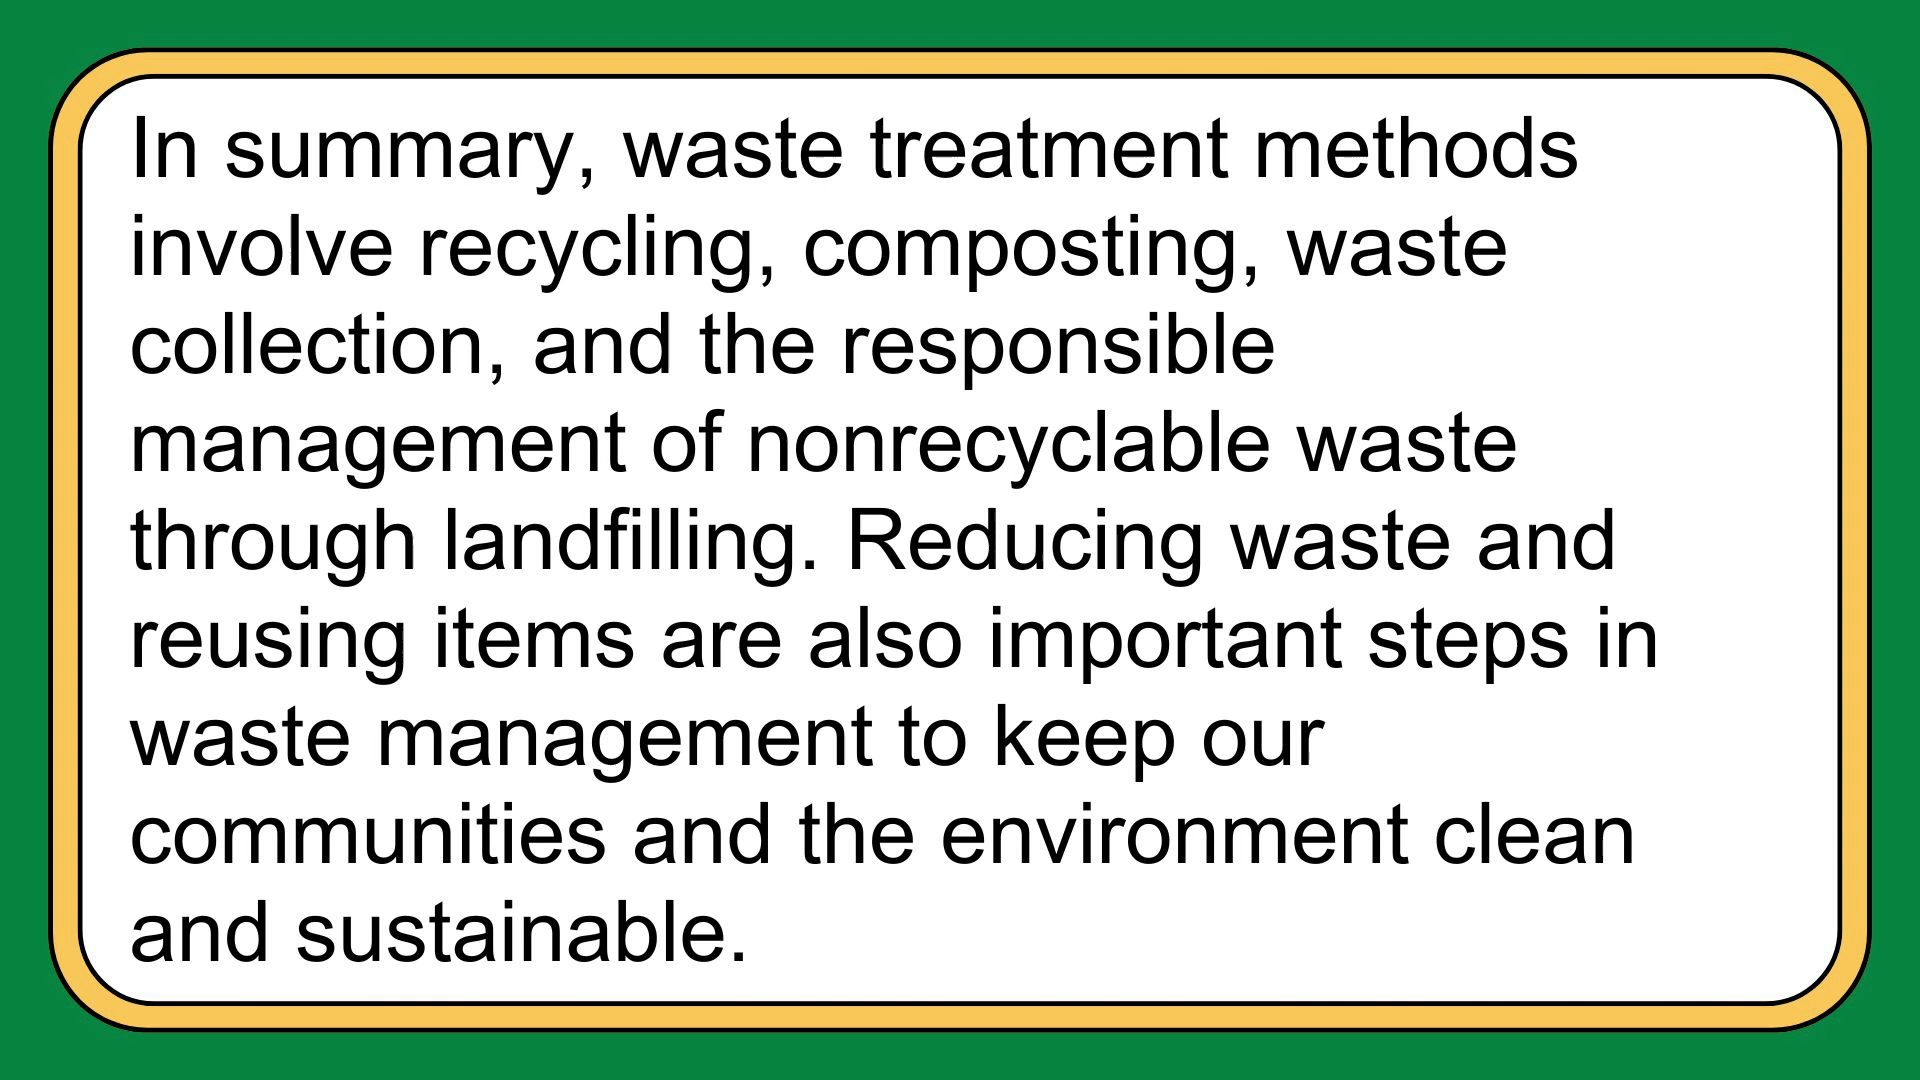 In summary, waste treatment methods
involve recycling, composting, waste
collection, and the responsible
management of nonrecyclable waste
through landfilling. Reducing waste and
reusing items are also important steps in
waste management to keep our
communities and the environment clean
and sustainable.